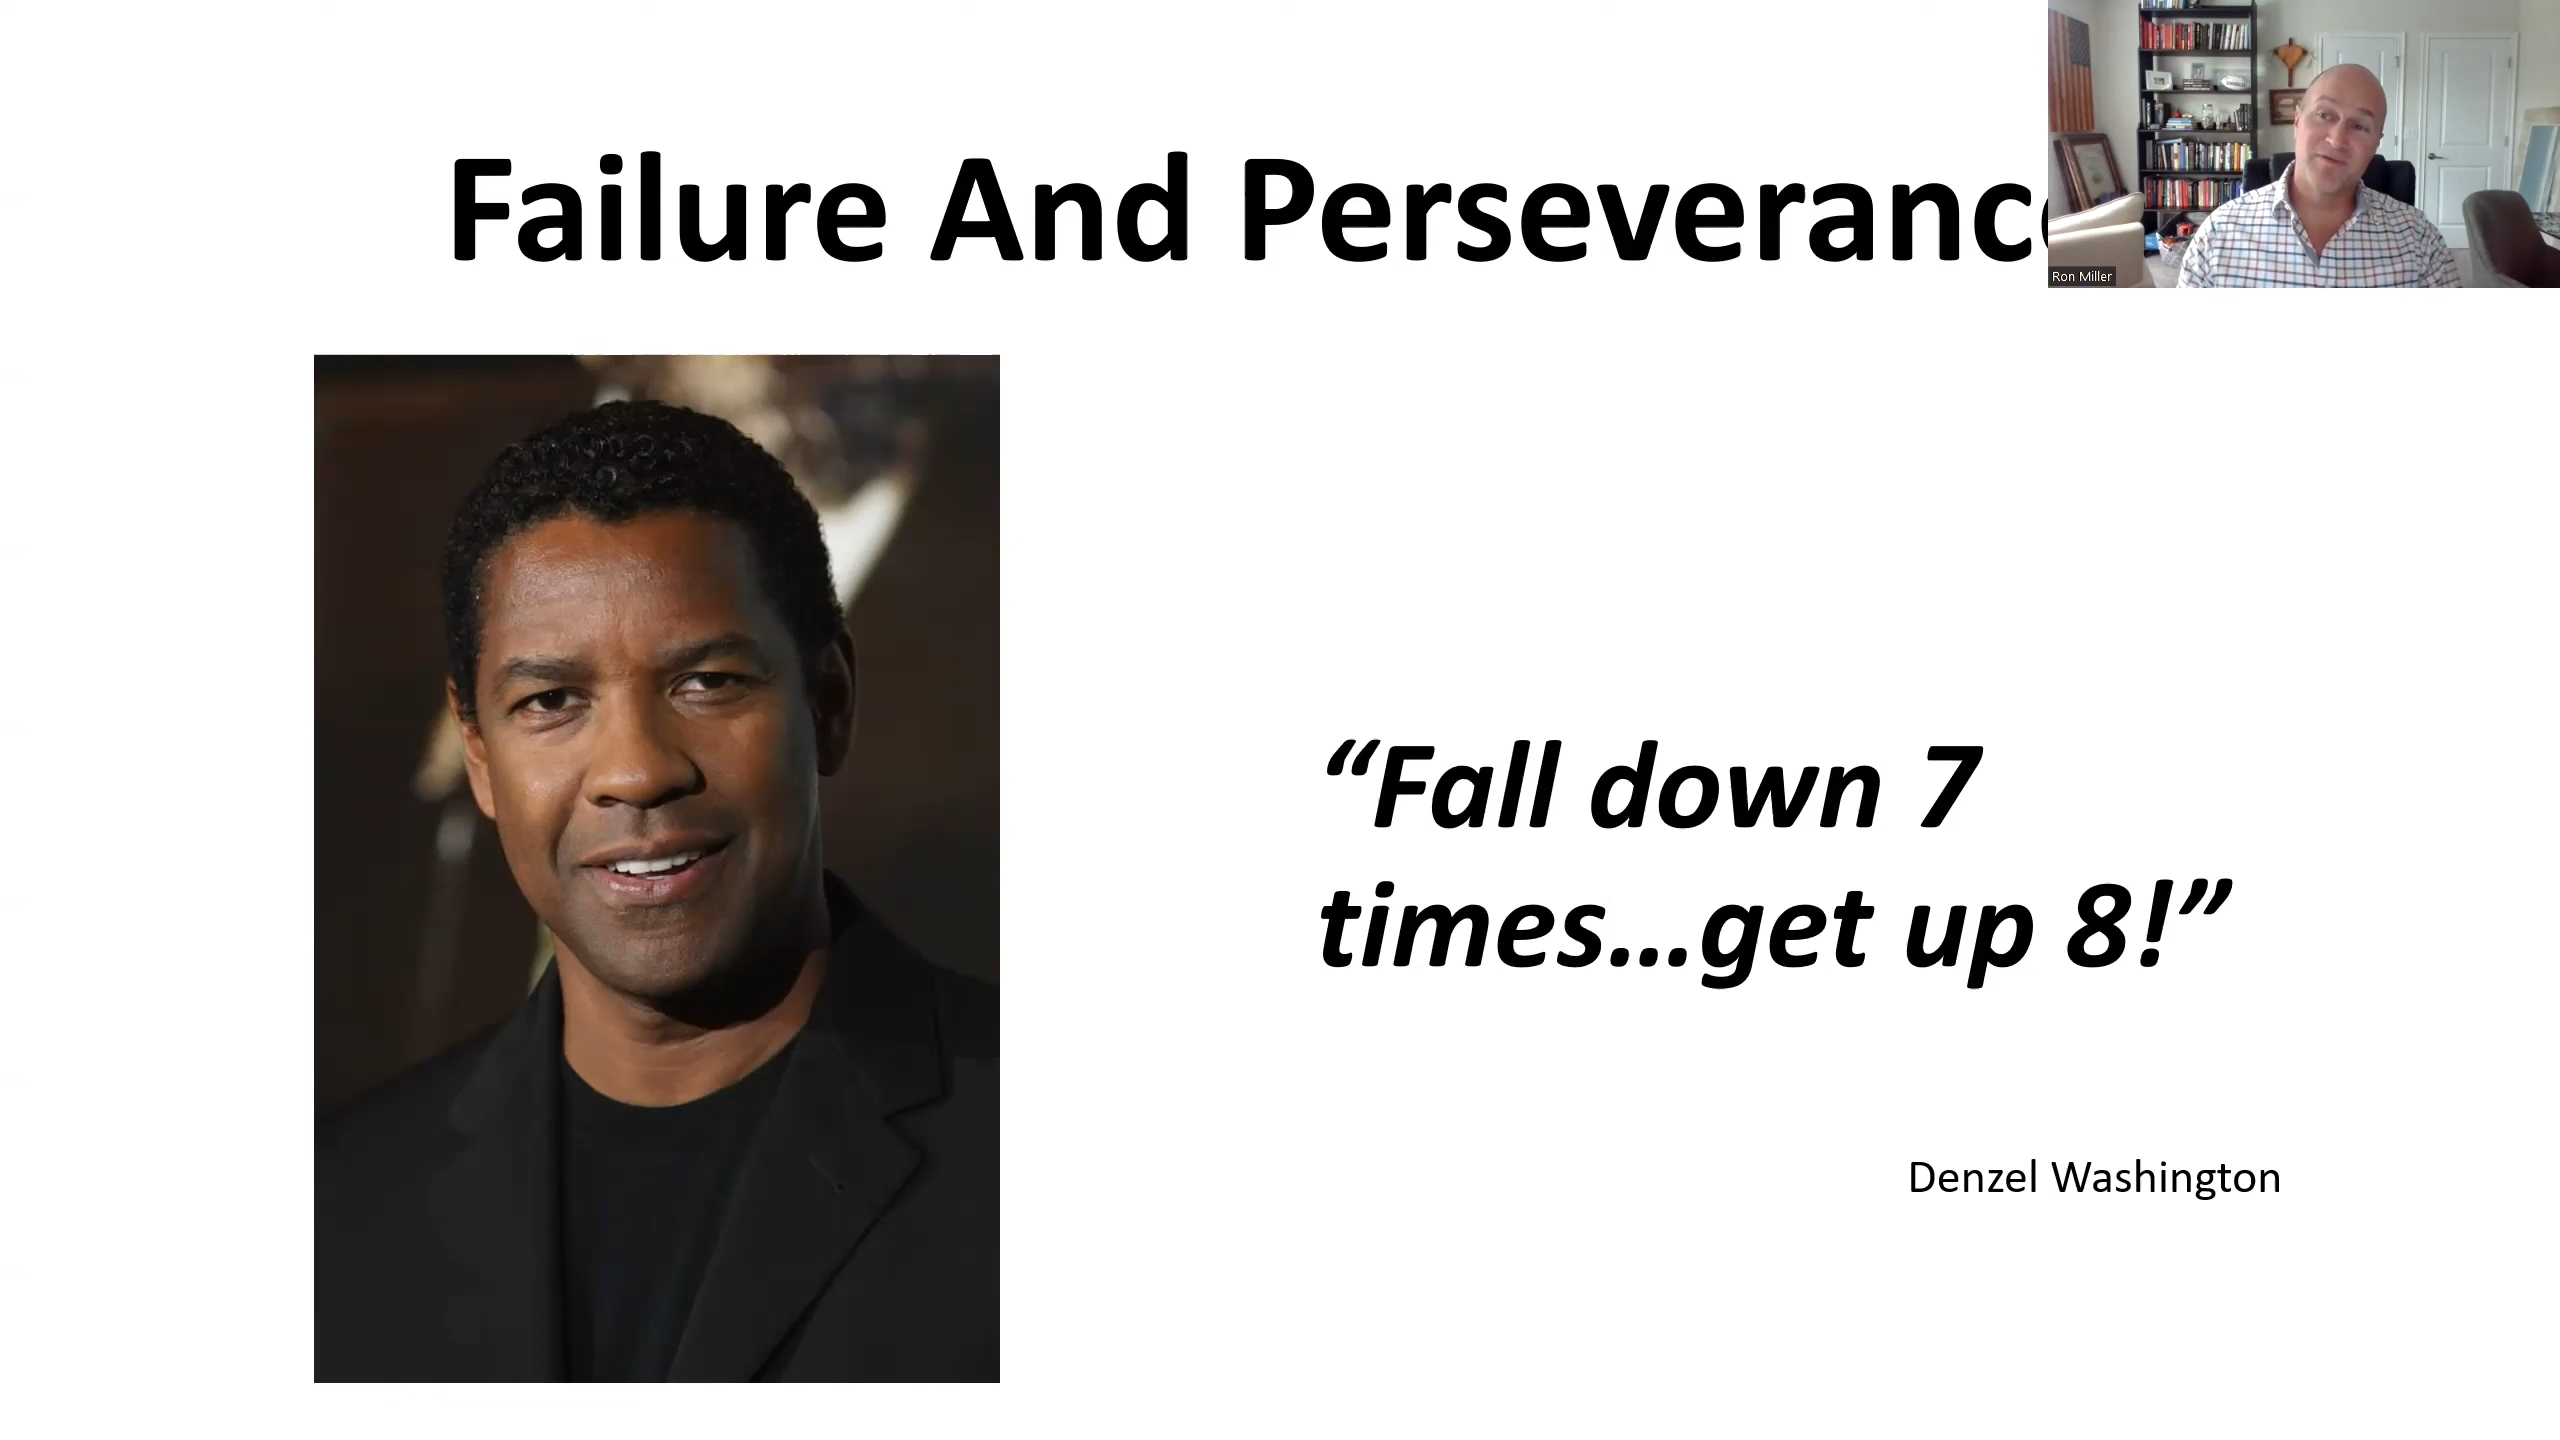 Failure And Perseveranc
Ron Miller
“Fall down 7
times...get up 8!”
Denzel Washington